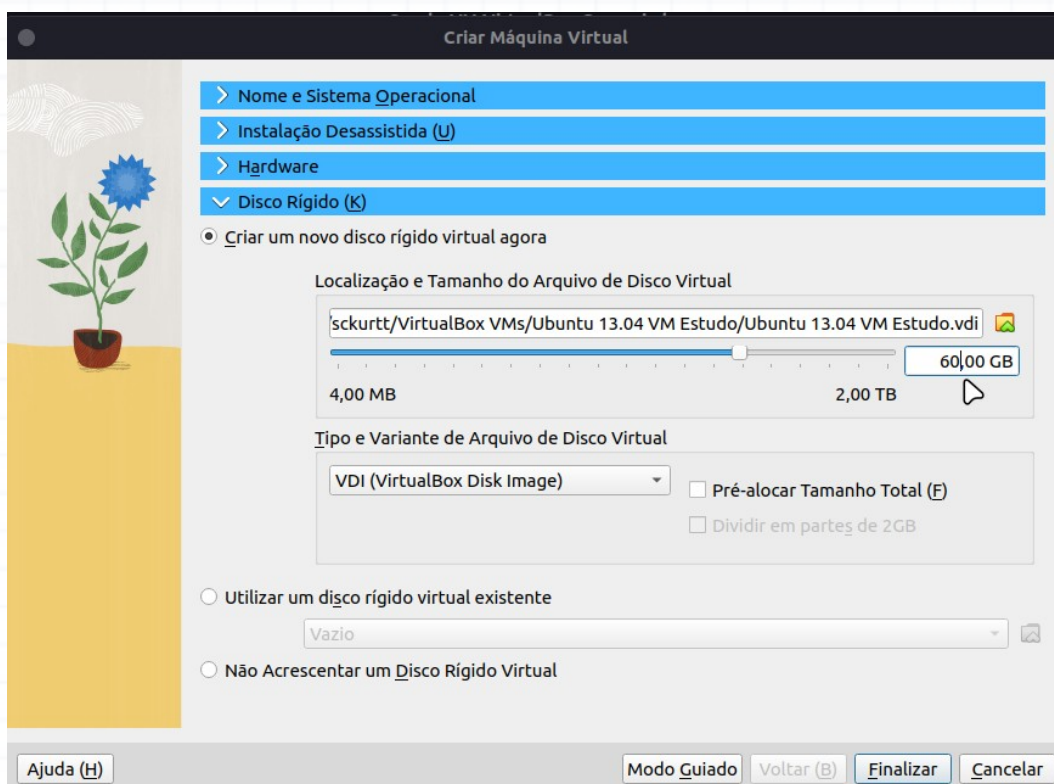 Criar Máquina Virtual
Nome e Sistema Operacional
Instalação Desassistida (U)
Hardware
Disco Rígido (K)
Criar um novo disco rígido virtual agora
Localização e Tamanho do Arquivo de Disco Virtual
'sckurtt/VirtualBox VMs/Ubuntu 13.04 VM Estudo/Ubuntu 13.04 VM Estudo.vdi
60,00 GB
4,00 MB 2,00 TB
Tipo e Variante de Arquivo de Disco Virtual
VDI (VirtualBox Disk Image)
Pré-alocar Tamanho Total (F)
Dividir em partes de 2GB
Utilizar um disco rígido virtual existente
Vazio
Não Acrescentar um Disco Rígido Virtual
Ajuda (H) Modo Guiado Voltar (B) Finalizar Cancelar